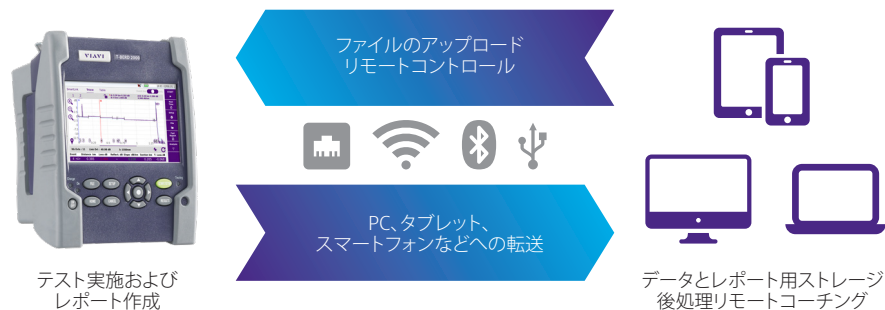 ファイルのアップロード
リモートコントロール
VIAVI
PC、タブレット、
スマートフォンなどへの転送
テスト実施および
レポート作成
データとレポート用ストレージ
後処理リモートコーチング